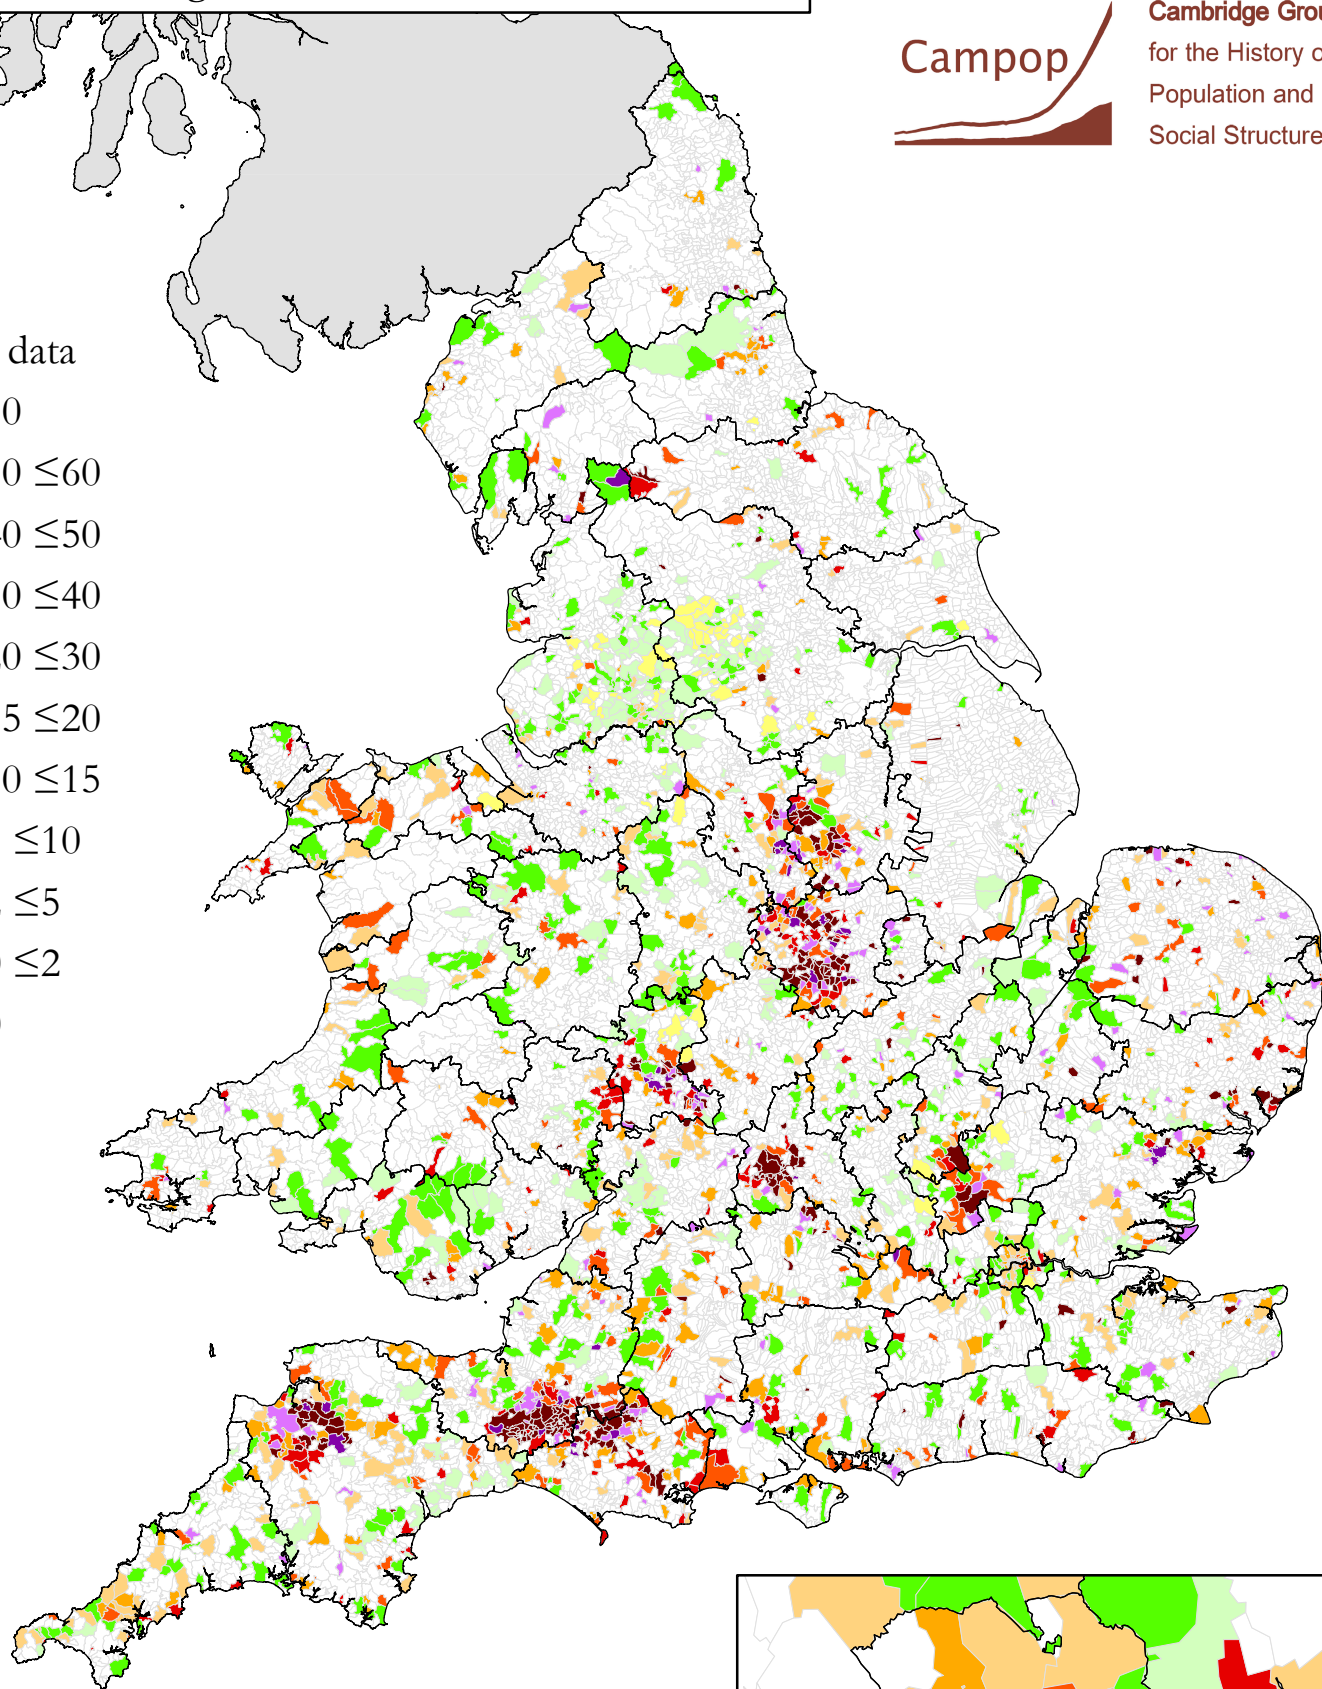 Campop
Cambridge Grou
for the History o
Population and
Social Structure
data
0
0 ≤60
0 ≤50
0 ≤40
0 ≤30
5 ≤20
0 ≤15
≤10
≤5
≤2